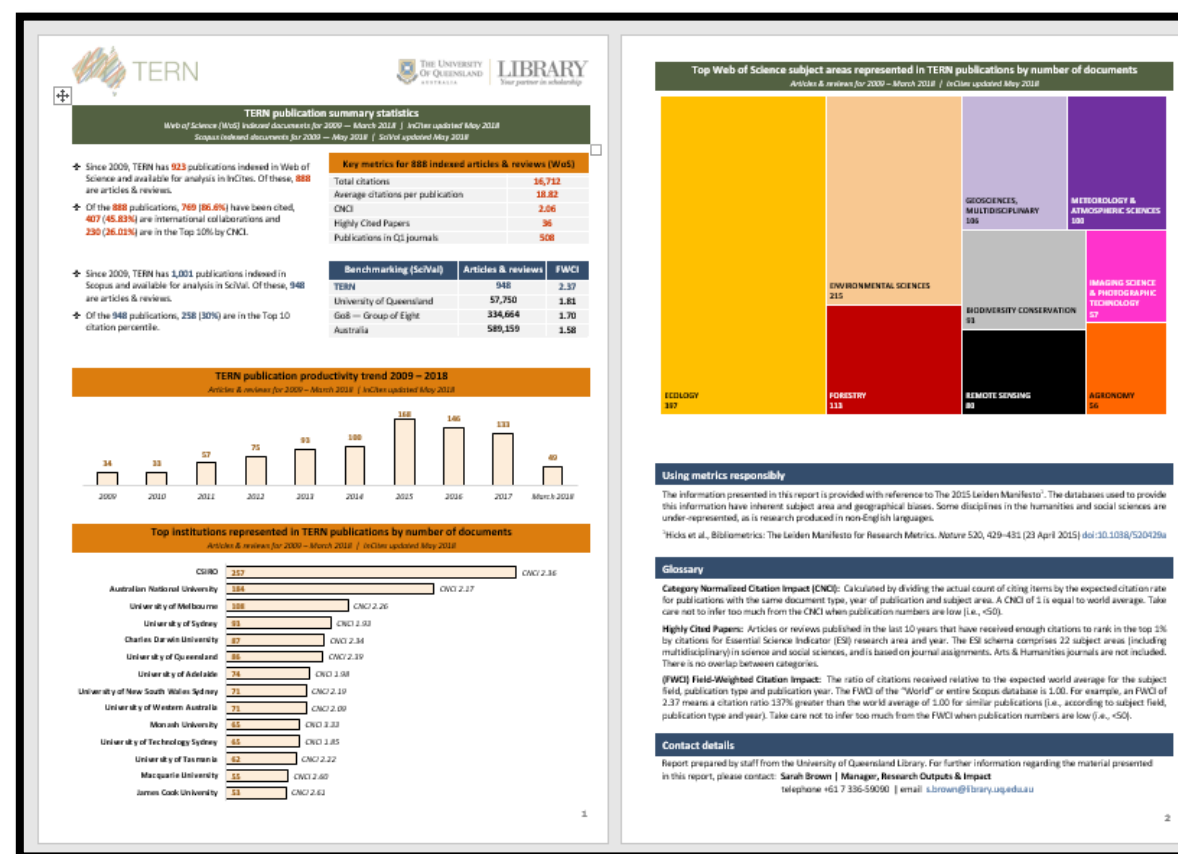 TERN
THE UNIVERSITY
OF QUEENSLAND
AUSTRALIA
LIBRARY
Your partner in scholarship
TERN publication summary statistics
Web of Science (WoS) indexed documents for 2009 — March 2018 | InCites updated May 2018
Scopus indexed documents for 2009 — May 2018 | SciVal updated May 2018
Since 2009, TERN has 923 publications indexed in Web of
Science and available for analysis in InCites. Of these, 888
are articles & reviews.
Of the 888 publications, 769 (86.6%) have been cited,
407 (45.83%) are international collaborations and
230 (26.01%) are in the Top 10% by CNCI.
Key metrics for 888 indexed articles & reviews (WoS)
Total citations 16,712
Average citations per publication 18.82
CNCI 2.06
Highly Cited Papers 36
Publications in Q1 journals 508
Since 2009, TERN has 1,001 publications indexed in
Scopus and available for analysis in SciVal. Of these, 948
are articles & reviews.
Of the 948 publications, 258 (30%) are in the Top 10
citation percentile.
Benchmarking (SciVal) Articles & reviews FWCI
TERN 948 2.37
University of Queensland 57,750 1.81
Go8 — Group of Eight 334,664 1.70
Australia 589,159 1.58
TERN publication productivity trend 2009 – 2018
Articles & reviews for 2009 – March 2018 | InCites updated May 2018
34 33 57 75 93 100 168 146 133 49
2009 2010 2011 2012 2013 2014 2015 2016 2017 March 2018
Top institutions represented in TERN publications by number of documents
Articles & reviews for 2009 – March 2018 | InCites updated May 2018
CSIRO 257 CNCI 2.36
Australian National University 184 CNCI 2.17
University of Melbourne 108 CNCI 2.26
University of Sydney 93 CNCI 2.93
Charles Darwin University 87 CNCI 2.34
University of Queensland 86 CNCI 2.39
University of Adelaide 74 CNCI 1.98
University of New South Wales Sydney 71 CNCI 2.19
University of Western Australia 71 CNCI 2.09
Monash University 65 CNCI 3.33
University of Technology Sydney 65 CNCI 1.85
University of Tasmania 62 CNCI 2.22
Macquarie University 55 CNCI 2.60
James Cook University 53 CNCI 2.61
1
Top Web of Science subject areas represented in TERN publications by number of documents
Articles & reviews for 2009 – March 2018 | InCites updated May 2018
ECOLOGY
397
ENVIRONMENTAL SCIENCES
215
FORESTRY
113
GEOSCIENCES,
MULTIDISCIPLINARY
106
METEOROLOGY &
ATMOSPHERIC SCIENCES
100
BIODIVERSITY CONSERVATION
93
REMOTE SENSING
80
IMAGING SCIENCE
& PHOTOGRAPHIC
TECHNOLOGY
57
AGRONOMY
56
Using metrics responsibly
The information presented in this report is provided with reference to The 2015 Leiden Manifesto¹. The databases used to provide
this information have inherent subject area and geographical biases. Some disciplines in the humanities and social sciences are
under-represented, as is research produced in non-English languages.
¹Hicks et al., Bibliometrics: The Leiden Manifesto for Research Metrics. Nature 520, 429–431 (23 April 2015) doi:10.1038/520429a
Glossary
Category Normalized Citation Impact (CNCI): Calculated by dividing the actual count of citing items by the expected citation rate
for publications with the same document type, year of publication and subject area. A CNCI of 1 is equal to world average. Take
care not to infer too much from the CNCI when publication numbers are low (i.e., <50).
Highly Cited Papers: Articles or reviews published in the last 10 years that have received enough citations to rank in the top 1%
by citations for Essential Science Indicator (ESI) research area and year. The ESI schema comprises 22 subject areas (including
multidisciplinary) in science and social sciences, and is based on journal assignments. Arts & Humanities journals are not included.
There is no overlap between categories.
(FWCI) Field-Weighted Citation Impact: The ratio of citations received relative to the expected world average for the subject
field, publication type and publication year. The FWCI of the "World" or entire Scopus database is 1.00. For example, an FWCI of
2.37 means a citation ratio 137% greater than the world average of 1.00 for similar publications (i.e., according to subject field,
publication type and year). Take care not to infer too much from the FWCI when publication numbers are low (i.e., <50).
Contact details
Report prepared by staff from the University of Queensland Library. For further information regarding the material presented
in this report, please contact: Sarah Brown | Manager, Research Outputs & Impact
telephone +61 7 336-59090 | email s.brown@library.uq.edu.au
2